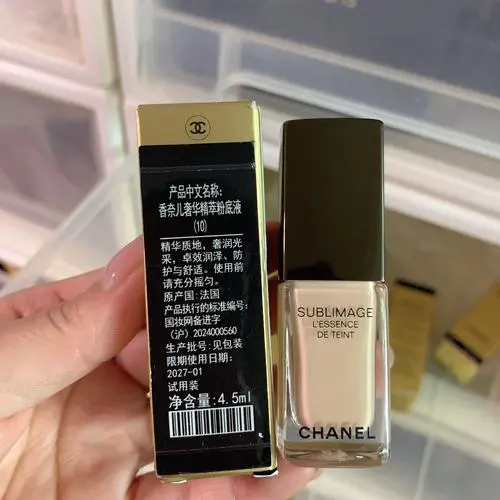 产品中文名称:
香奈儿奢华精萃粉底液
(10)
精华质地，奢润光
采，卓效润泽、防
护与舒适。使用前
请充分摇匀。
原产国:法国
产品执行的标准编号:
国妆网备进字
(沪) 2024000560
生产批号:见包装
限期使用日期:
2027-01
试用装
净含量:4.5ml
SUBLIMAGE
L'ESSENCE
DE TEINT
CHANEL